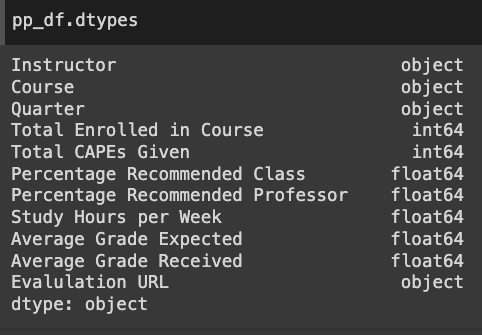 pp_df.dtypes
Instructor object
Course object
Quarter object
Total Enrolled in Course int64
Total CAPEs Given int64
Percentage Recommended Class float64
Percentage Recommended Professor float64
Study Hours per Week float64
Average Grade Expected float64
Average Grade Received float64
Evalulation URL object
dtype: object